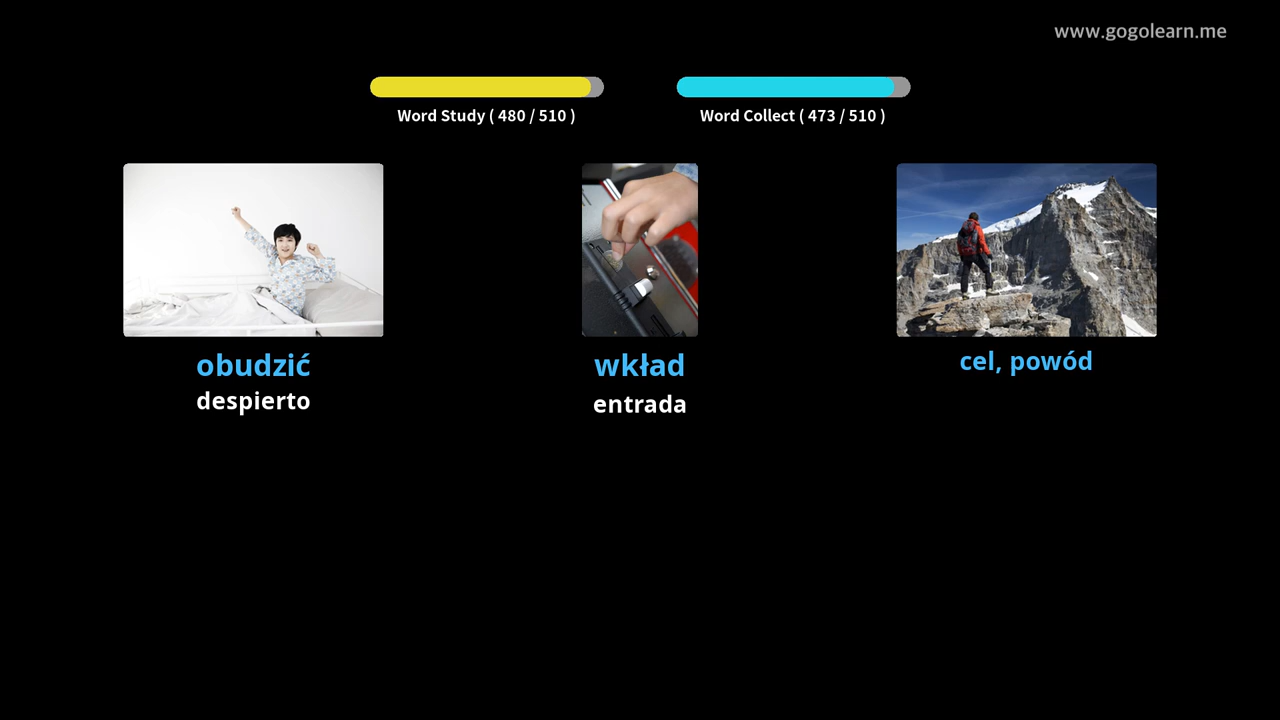 www.gogolearn.me
Word Study ( 480 / 510 )
Word Collect ( 473 / 510 )
obudzić
despierto
wkład
entrada
cel, powód